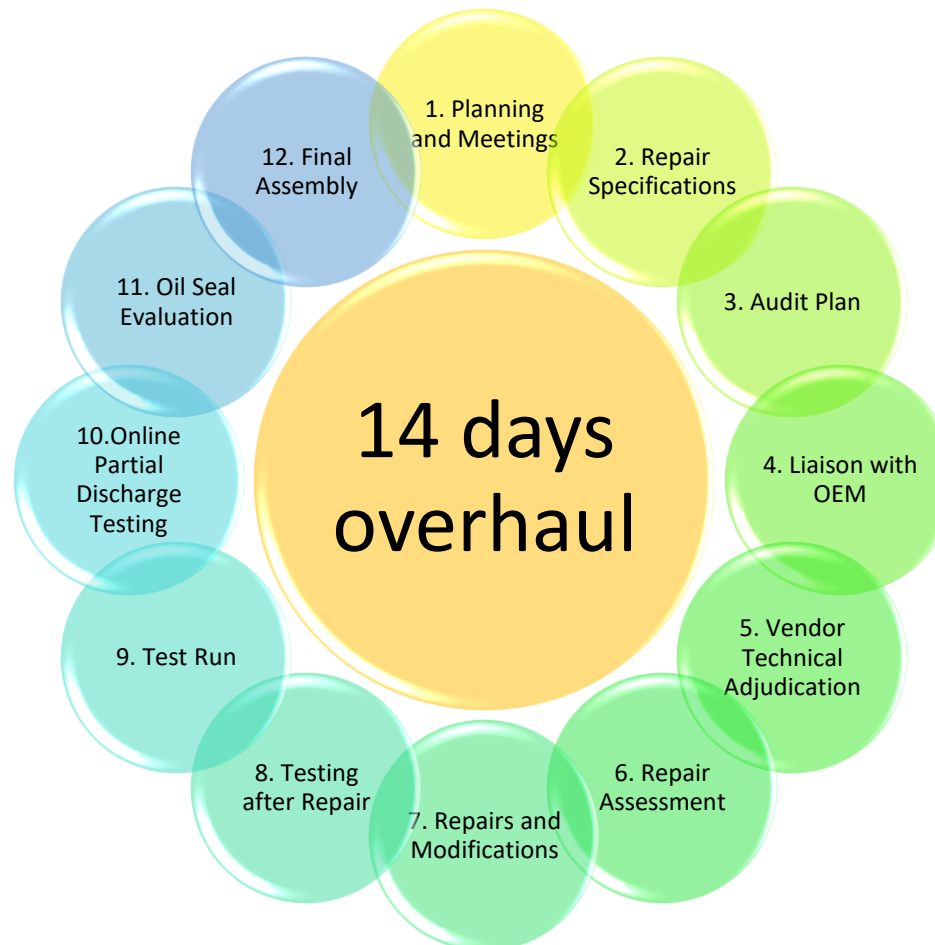 1. Planning
and Meetings
2. Repair
Specifications
3. Audit Plan
4. Liaison with
OEM
5. Vendor
Technical
Adjudication
6. Repair
Assessment
7. Repairs and
Modifications
8. Testing
after Repair
9. Test Run
10.Online
Partial
Discharge
Testing
11. Oil Seal
Evaluation
12. Final
Assembly
14 days
overhaul